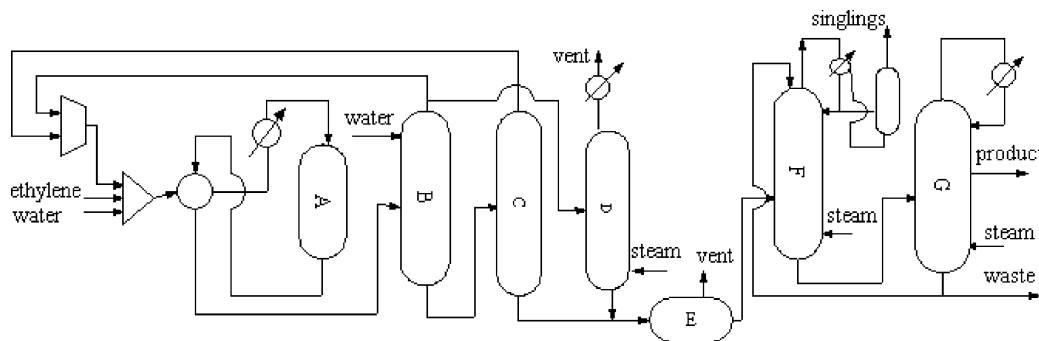 singlings
vent
water
ethylene
water
A
B
C
D
F
G
product
steam
vent
steam
steam
E
waste